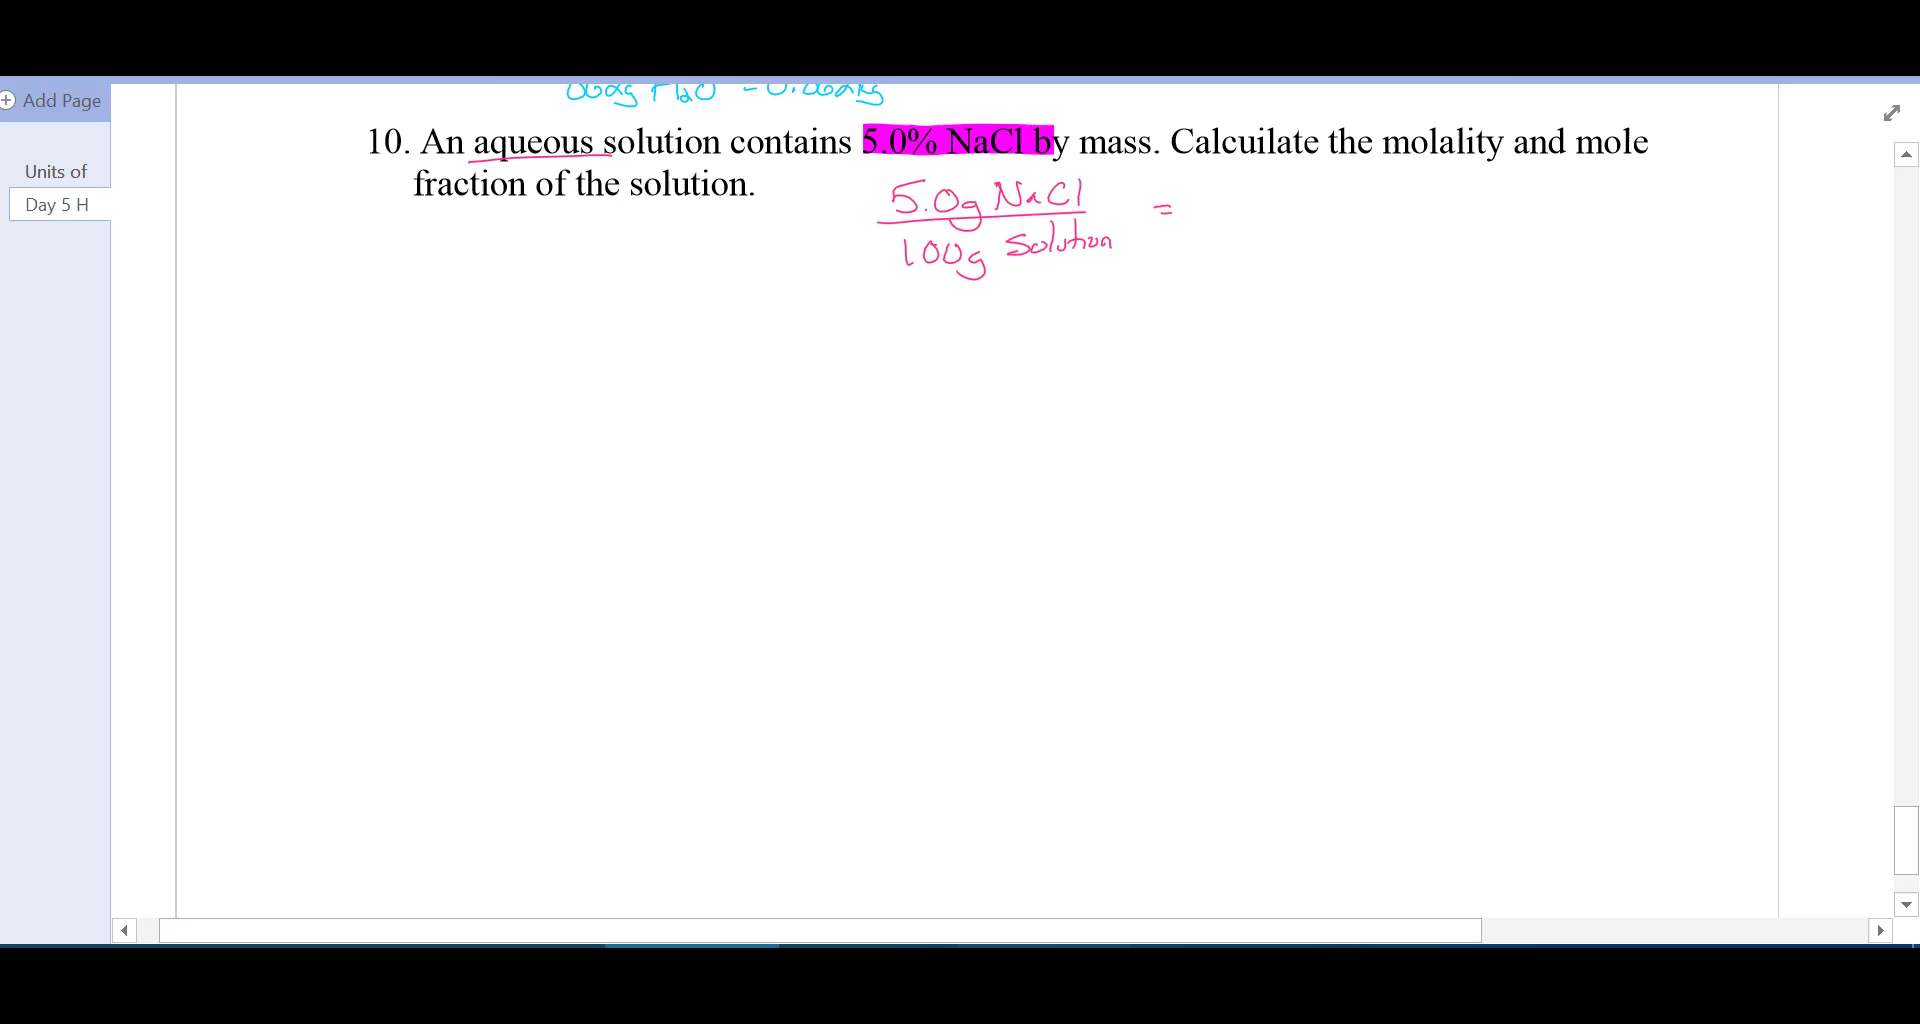 Add Page
Units of
Day 5 H
10. An aqueous solution contains 5.0% NaCl by mass. Calcuilate the molality and mole
fraction of the solution.
5.0g NaCl =
100g Solution